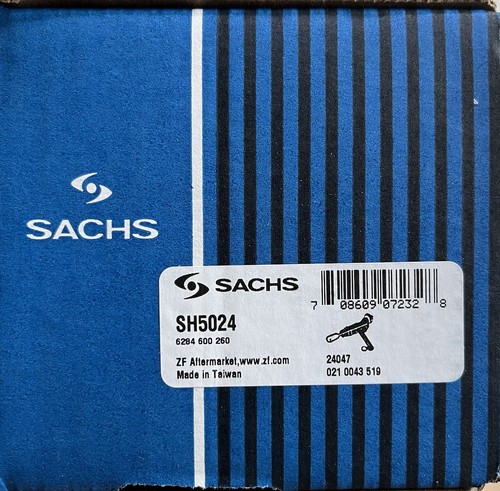 SACHS
SACHS
7 08609 07232 8
SH5024
6284 600 260
ZF Aftermarket,www.zf.com
Made in Taiwan
24047
021 0043 519